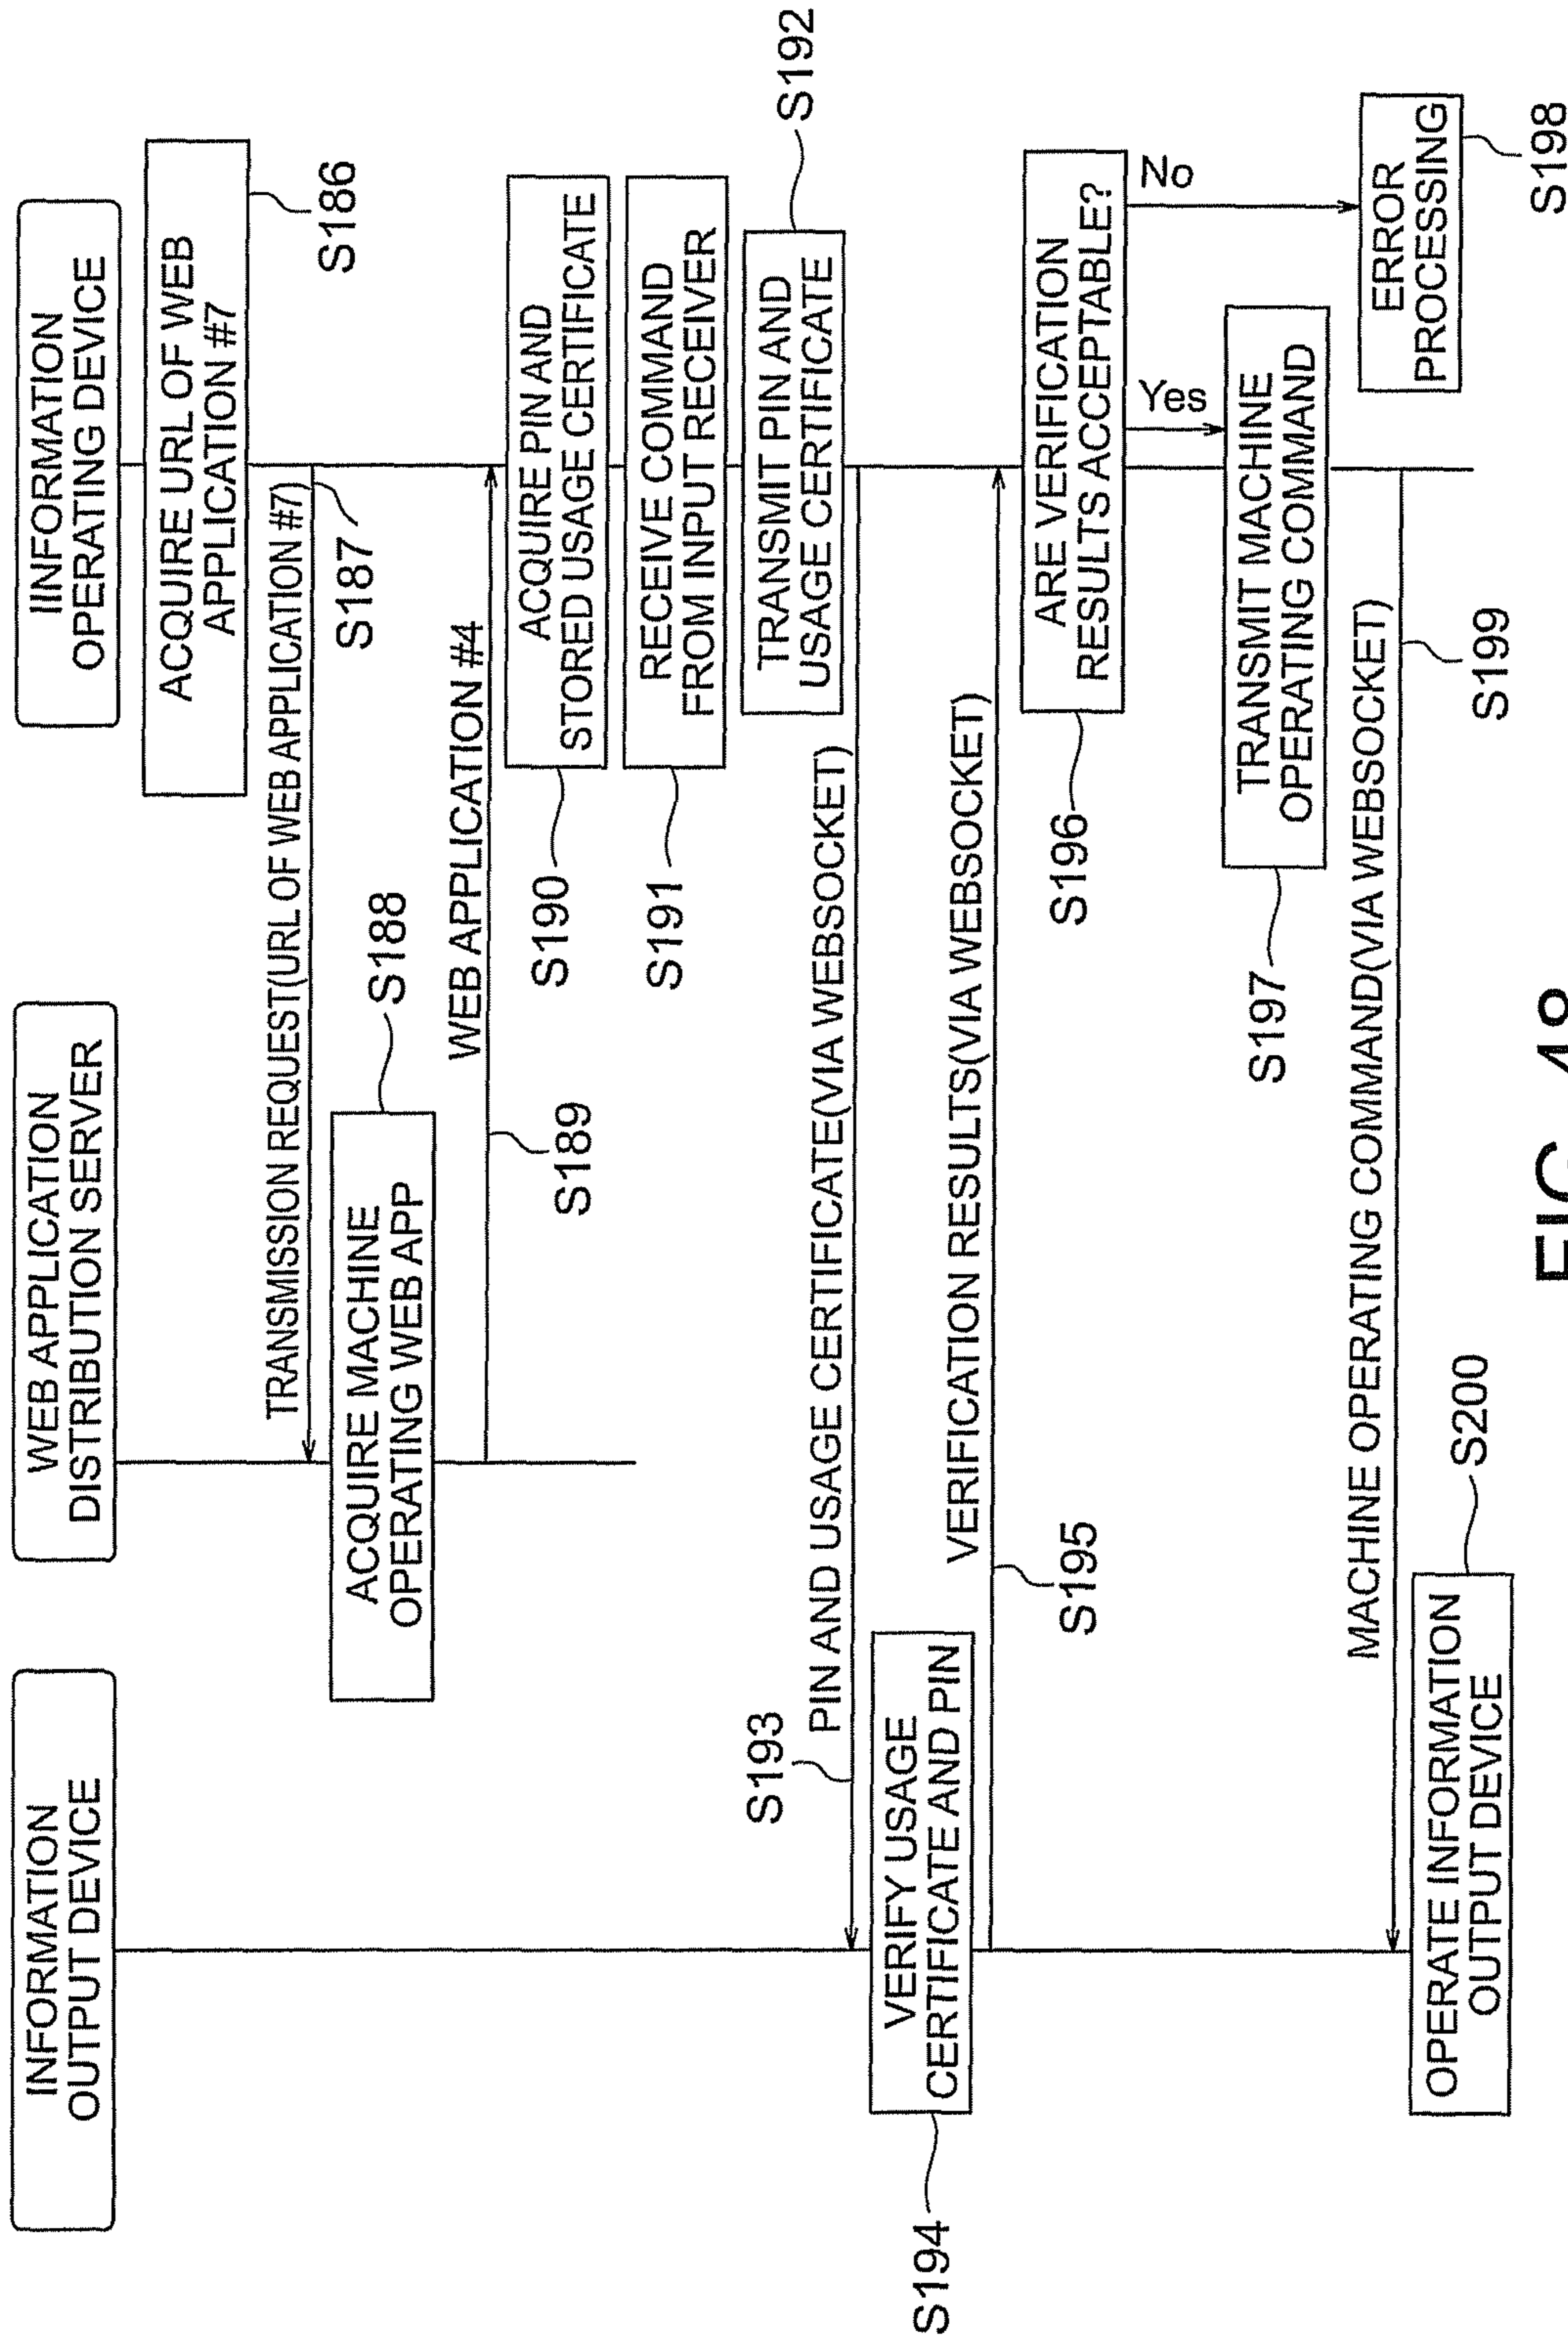 INFORMATION
OUTPUT DEVICE
WEB APPLICATION
DISTRIBUTION SERVER
IINFORMATION
OPERATING DEVICE
ACQUIRE URL OF WEB
APPLICATION #7
S186
TRANSMISSION REQUEST(URL OF WEB APPLICATION #7)
S187
ACQUIRE MACHINE
OPERATING WEB APP
S188
WEB APPLICATION #4
S189
ACQUIRE PIN AND
STORED USAGE CERTIFICATE
S190
RECEIVE COMMAND
FROM INPUT RECEIVER
S191
TRANSMIT PIN AND
USAGE CERTIFICATE
S192
PIN AND USAGE CERTIFICATE(VIA WEBSOCKET)
S193
VERIFY USAGE
CERTIFICATE AND PIN
S194
VERIFICATION RESULTS(VIA WEBSOCKET)
S195
ARE VERIFICATION
RESULTS ACCEPTABLE?
S196
Yes
No
TRANSMIT MACHINE
OPERATING COMMAND
S197
ERROR
PROCESSING
S198
MACHINE OPERATING COMMAND(VIA WEBSOCKET)
S199
OPERATE INFORMATION
OUTPUT DEVICE
S200
FIG. 48